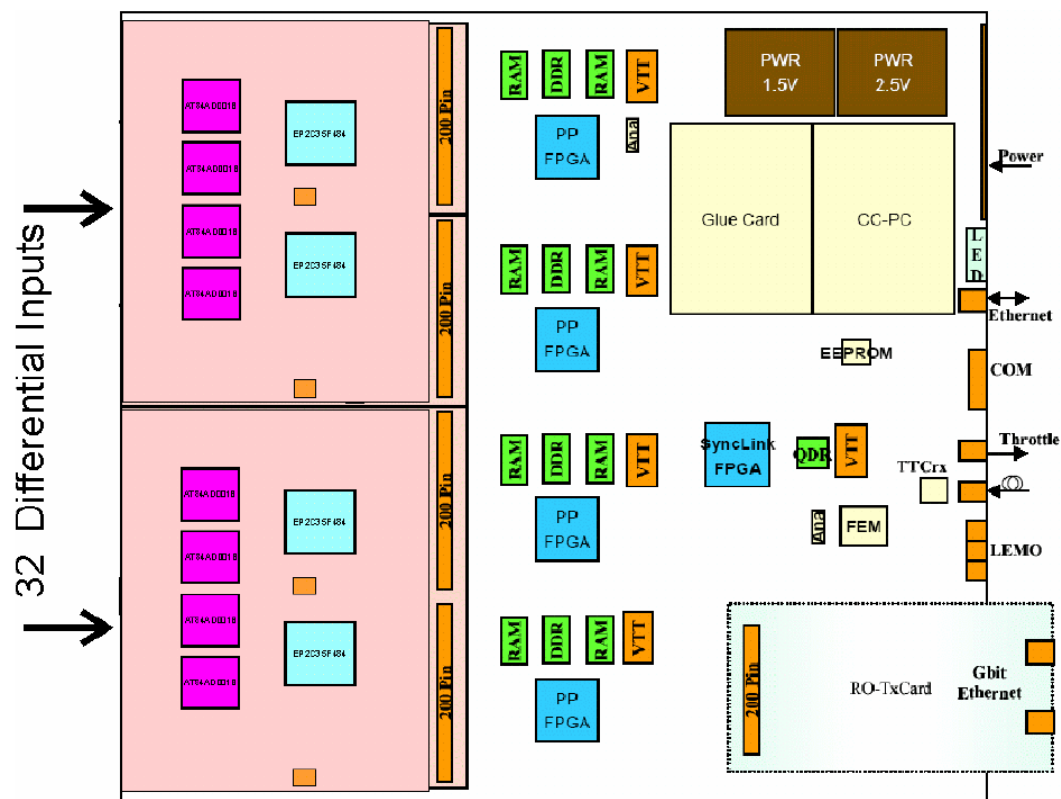 32 Differential Inputs
AT84AD001B
AT84AD001B
AT84AD001B
AT84AD001B
EP2C35F484
EP2C35F484
200 Pin
200 Pin
AT84AD001B
AT84AD001B
AT84AD001B
AT84AD001B
EP2C35F484
EP2C35F484
200 Pin
200 Pin
RAM
DDR
RAM
VTT
PP
FPGA
Ana
RAM
DDR
RAM
VTT
PP
FPGA
RAM
DDR
RAM
VTT
PP
FPGA
RAM
DDR
RAM
VTT
PP
FPGA
PWR
1.5V
PWR
2.5V
Glue Card
CC-PC
Power
LED
Ethernet
EEPROM
COM
SyncLink
FPGA
QDR
VTT
Throttle
TTCrx
Ana
FEM
LEMO
200 Pin
RO-TxCard
Gbit
Ethernet